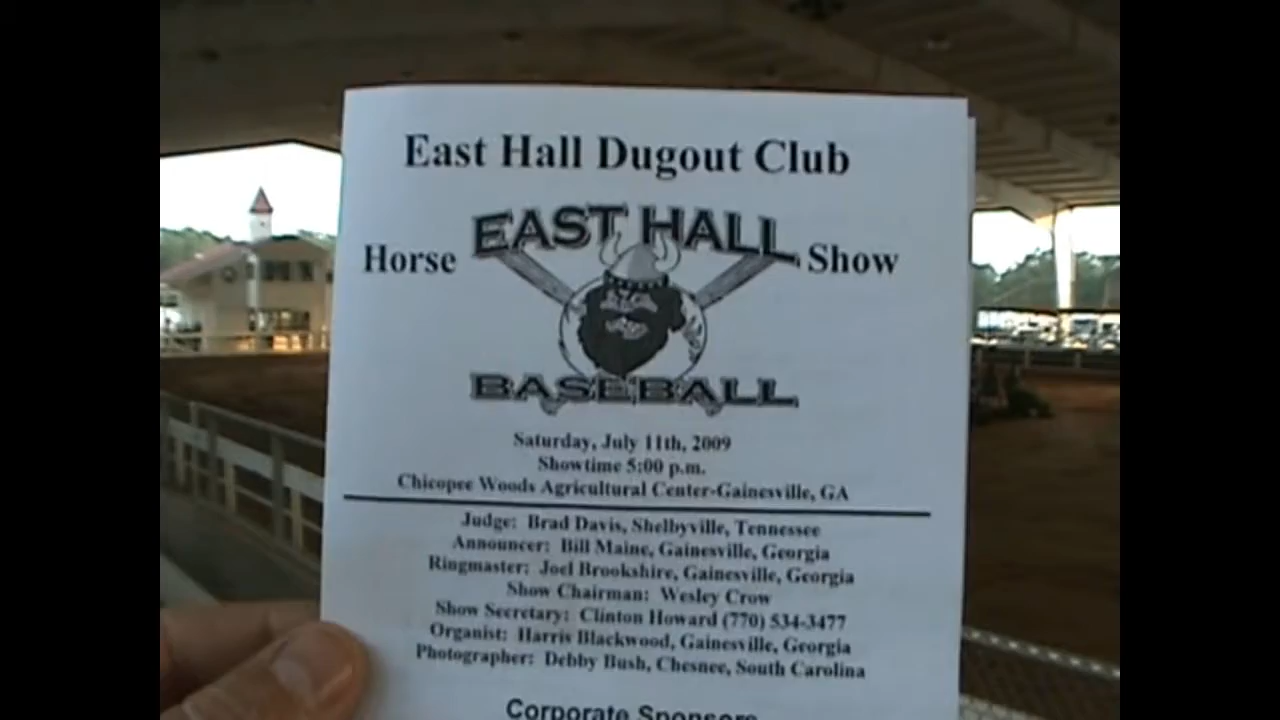 East Hall Dugout Club
EAST HALL
Horse Show
BASEBALL
Saturday, July 11th, 2009
Showtime 5:00 p.m.
Chicopee Woods Agricultural Center-Gainesville, GA
Judge: Brad Davis, Shelbyville, Tennessee
Announcer: Bill Maine, Gainesville, Georgia
Ringmaster: Joel Brookshire, Gainesville, Georgia
Show Chairman: Wesley Crow
Show Secretary: Clinton Howard (770) 534-3477
Organist: Harris Blackwood, Gainesville, Georgia
Photographer: Debby Bush, Chesnee, South Carolina
Corporate Sponsors